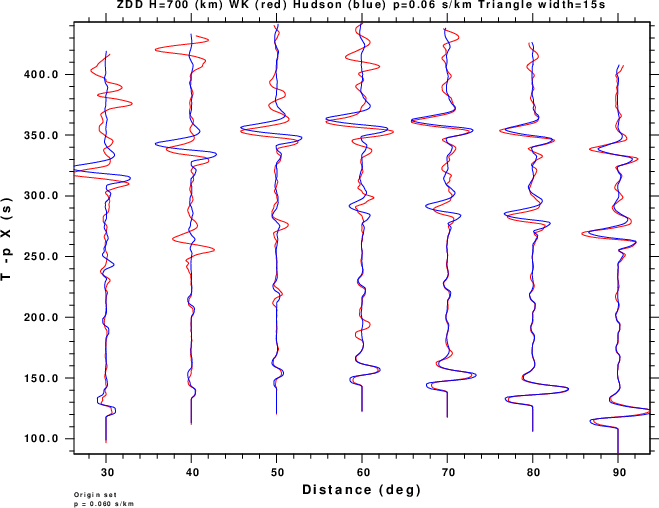 ZDD H=700 (km) WK (red) Hudson (blue) p=0.06 s/km Triangle width=15s
400.0
350.0
300.0
250.0
200.0
150.0
100.0
T -p X (s)
30 40 50 60 70 80 90
Distance (deg)
Origin set
p = 0.060 s/km